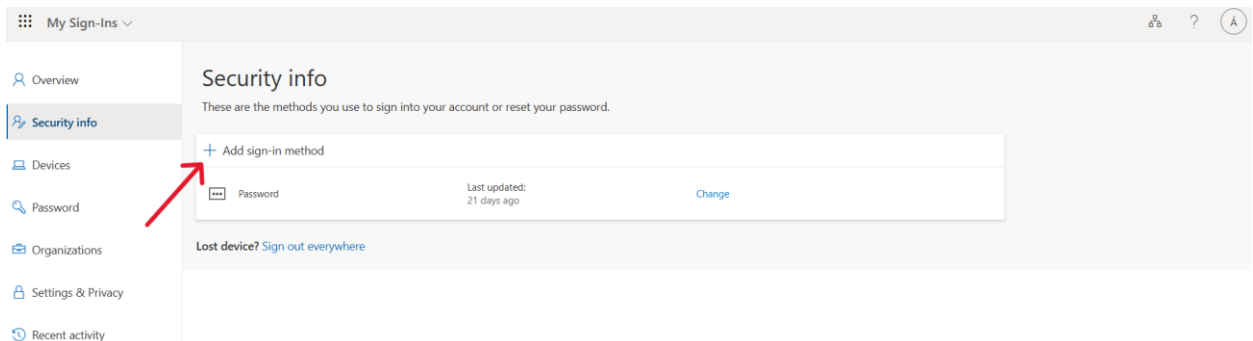 My Sign-Ins
?
Á
Overview
Security info
Devices
Password
Organizations
Settings & Privacy
Recent activity
Security info
These are the methods you use to sign into your account or reset your password.
+ Add sign-in method
Password
Last updated:
21 days ago
Change
Lost device? Sign out everywhere